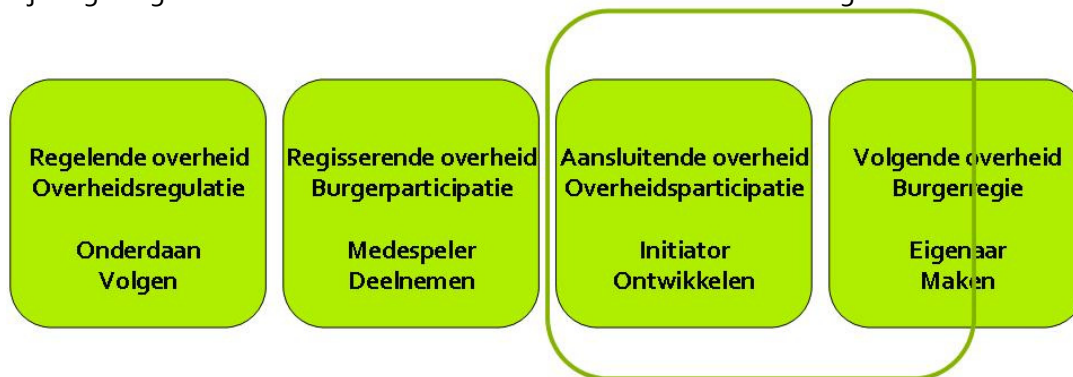 Regelende overheid
Overheidsregulatie
Onderdaan
Volgen
Regisserende overheid
Burgerparticipatie
Medespeler
Deelnemen
Aansluitende overheid
Overheidsparticipatie
Initiator
Ontwikkelen
Volgende overheid
Burgerregie
Eigenaar
Maken